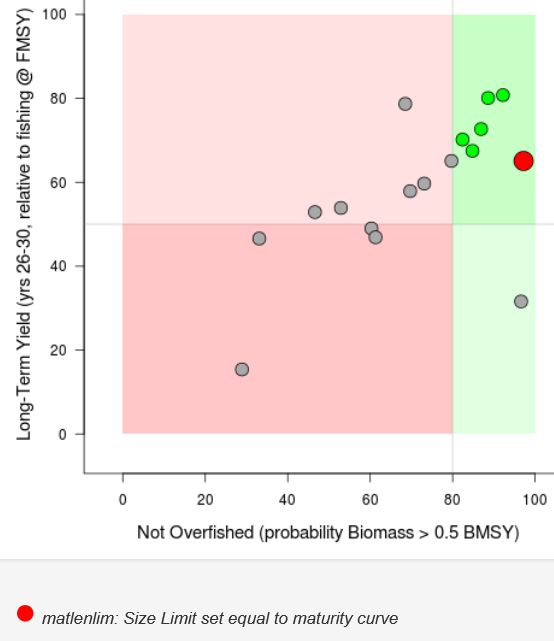 Long-Term Yield (yrs 26-30, relative to fishing @ FMSY)
100
80
60
40
20
0
0 20 40 60 80 100
Not Overfished (probability Biomass > 0.5 BMSY)
matlenlim: Size Limit set equal to maturity curve